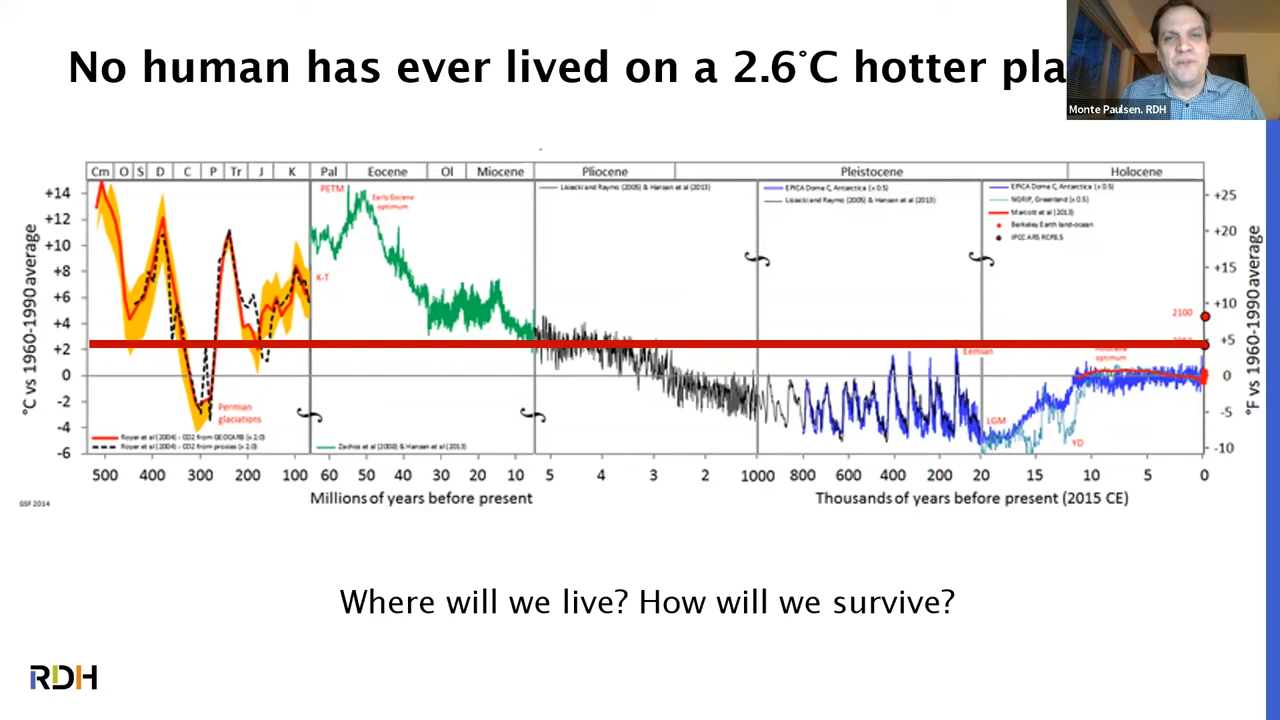 No human has ever lived on a 2.6°C hotter pla
Monte Paulsen. RDH
Cm O S D C P Tr J K Pal Eocene Ol Miocene Pliocene Pleistocene Holocene
°C vs 1960-1990 average
+14
+12
+10
+8
+6
+4
+2
0
-2
-4
-6
PETM
Early Eocene
optimum
K-T
Permian
glaciations
Royer et al (2004) - CO2 from GEOCARB (x 2.0)
Royer et al (2004) - CO2 from proxies (x 2.0)
Zachos et al (2008) & Hansen et al (2013)
Lisiecki and Raymo (2005) & Hansen et al (2013)
EPICA Dome C, Antarctica (x 0.5)
Lisiecki and Raymo (2005) & Hansen et al (2013)
EPICA Dome C, Antarctica (x 0.5)
NGRIP, Greenland (x 0.5)
Marcott et al (2013)
Berkeley Earth land-ocean
IPCC AR5 RCP8.5
Eemian
optimum
LGM
YD
2100
+25
+20
+15
+10
+5
0
-5
-10
°F vs 1960-1990 average
500 400 300 200 100 60 50 40 30 20 10 5 4 3 2 1000 800 600 400 200 20 15 10 5 0
Millions of years before present
Thousands of years before present (2015 CE)
GSF 2014
Where will we live? How will we survive?
RDH